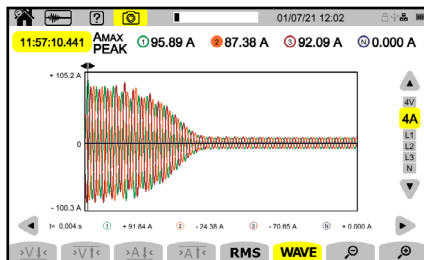 ? 01/07/21 12:02
11:57:10.441 AMAX PEAK 1 95.89 A 2 87.38 A 3 92.09 A N 0.000 A
+ 105.2 A
0
- 100.3 A
4V
4A
L1
L2
L3
N
t= 0.004 s 1 + 91.84 A 2 - 24.38 A 3 - 70.65 A N + 0.000 A
>V↓< >V↑< >A↓< >A↑< RMS WAVE